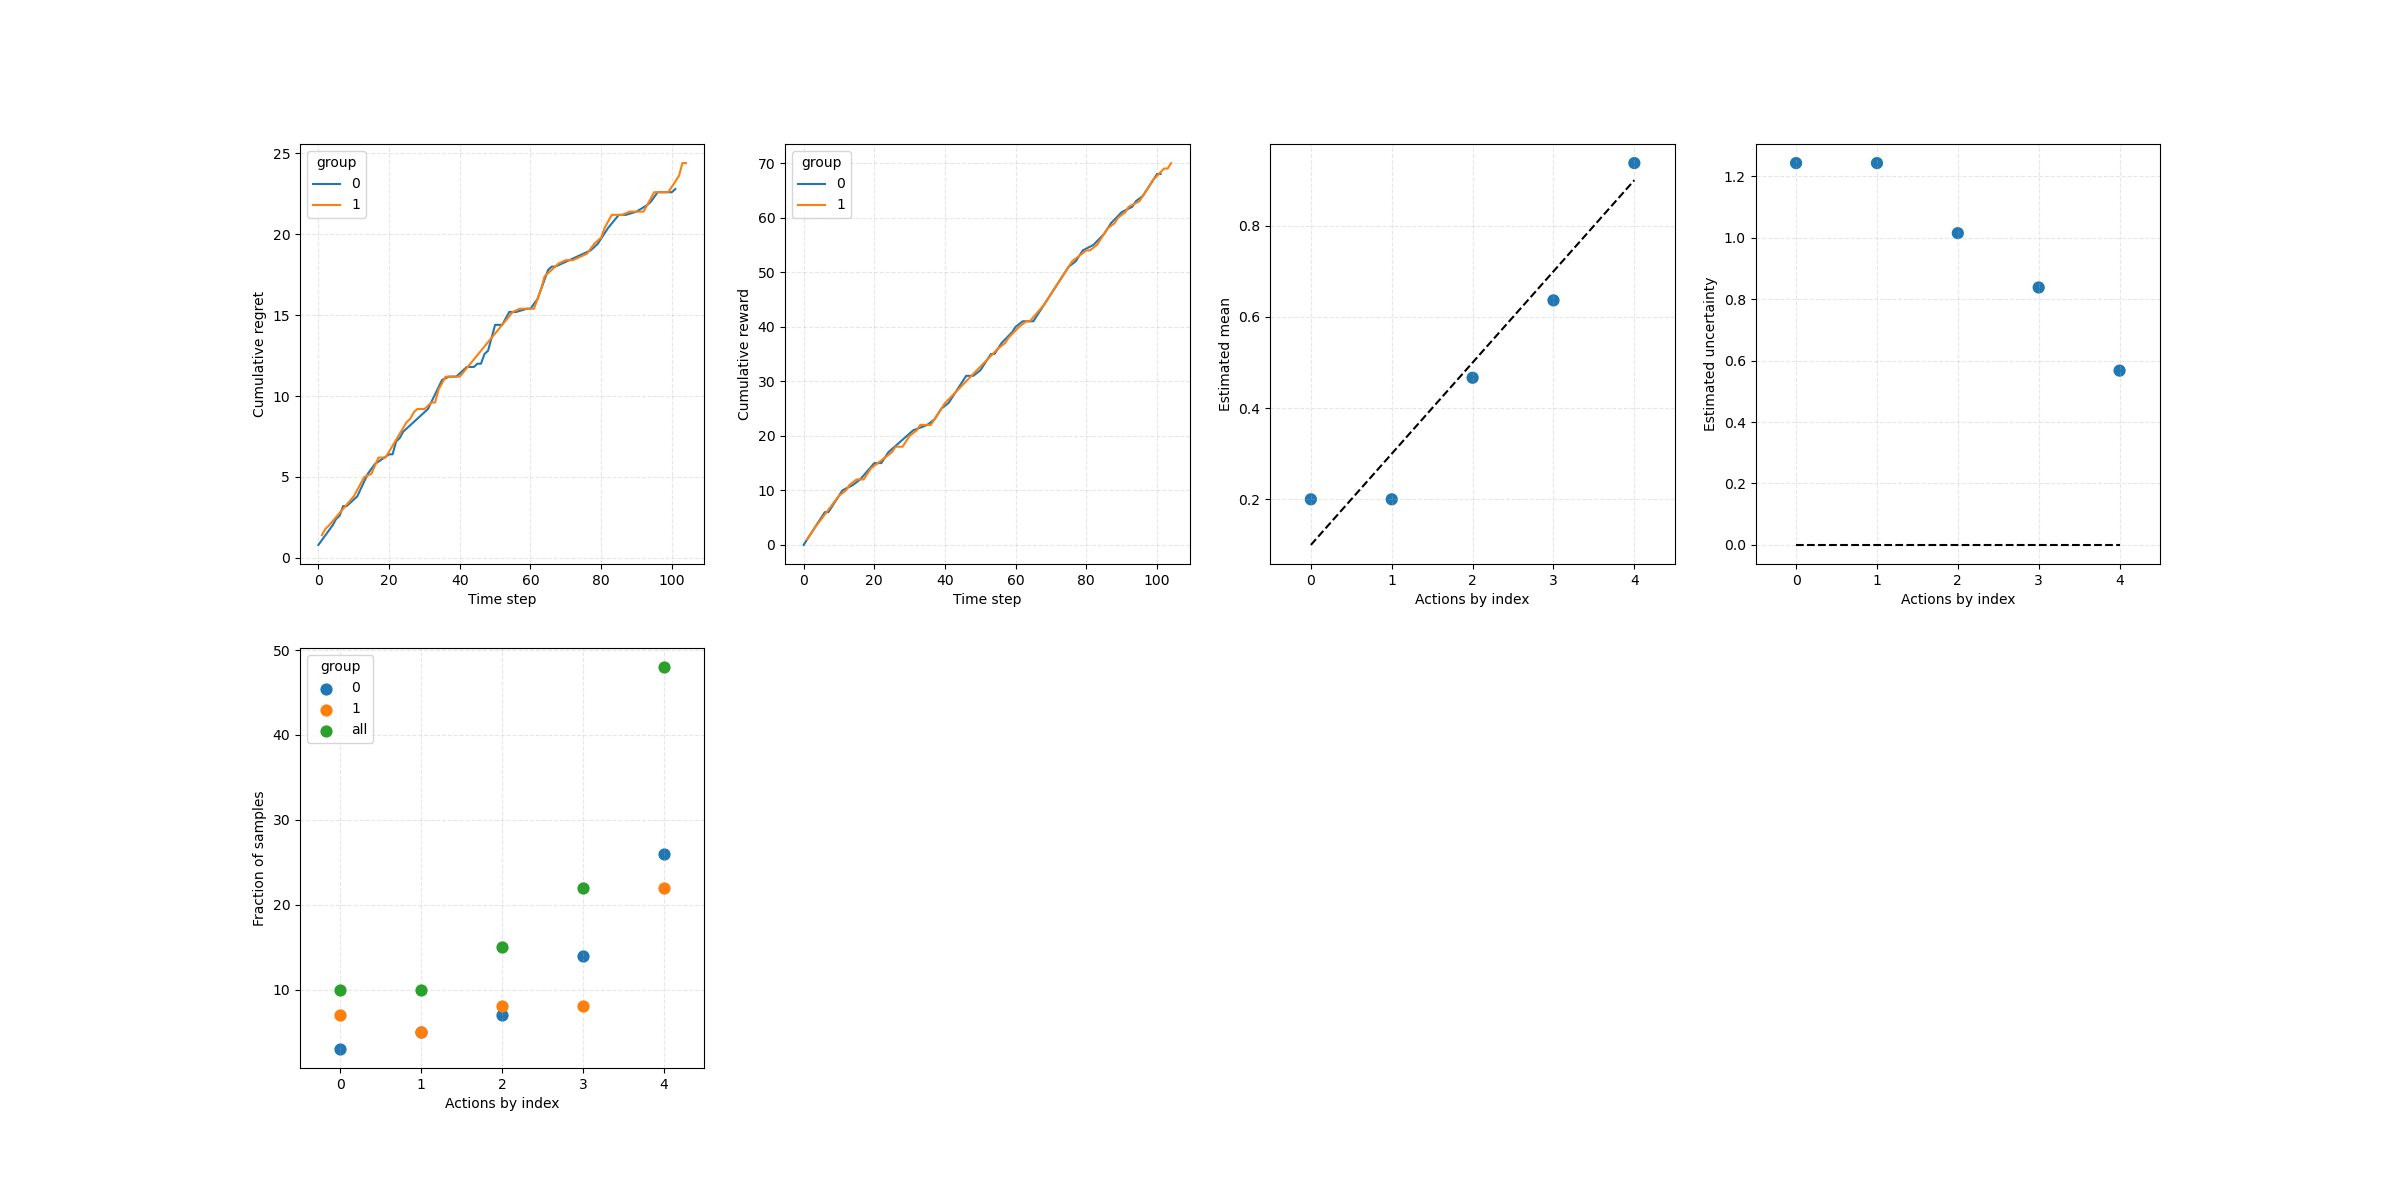 group
0
1
25
20
15
10
5
0
Cumulative regret
0 20 40 60 80 100
Time step
group
0
1
70
60
50
40
30
20
10
0
Cumulative reward
0 20 40 60 80 100
Time step
0.8
0.6
0.4
0.2
Estimated mean
0 1 2 3 4
Actions by index
1.2
1.0
0.8
0.6
0.4
0.2
0.0
Estimated uncertainty
0 1 2 3 4
Actions by index
group
0
1
all
50
40
30
20
10
Fraction of samples
0 1 2 3 4
Actions by index